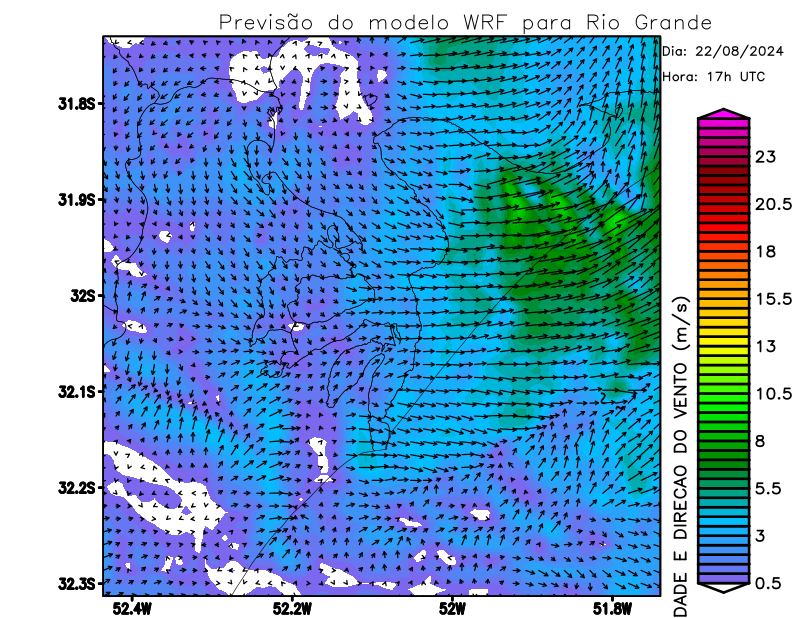 Previsão do modelo WRF para Rio Grande
Dia: 22/08/2024
Hora: 17h UTC
31.8S
31.9S
32S
32.1S
32.2S
32.3S
52.4W
52.2W
52W
51.8W
23
20.5
18
15.5
13
10.5
8
5.5
3
0.5
DADE E DIRECAO DO VENTO (m/s)